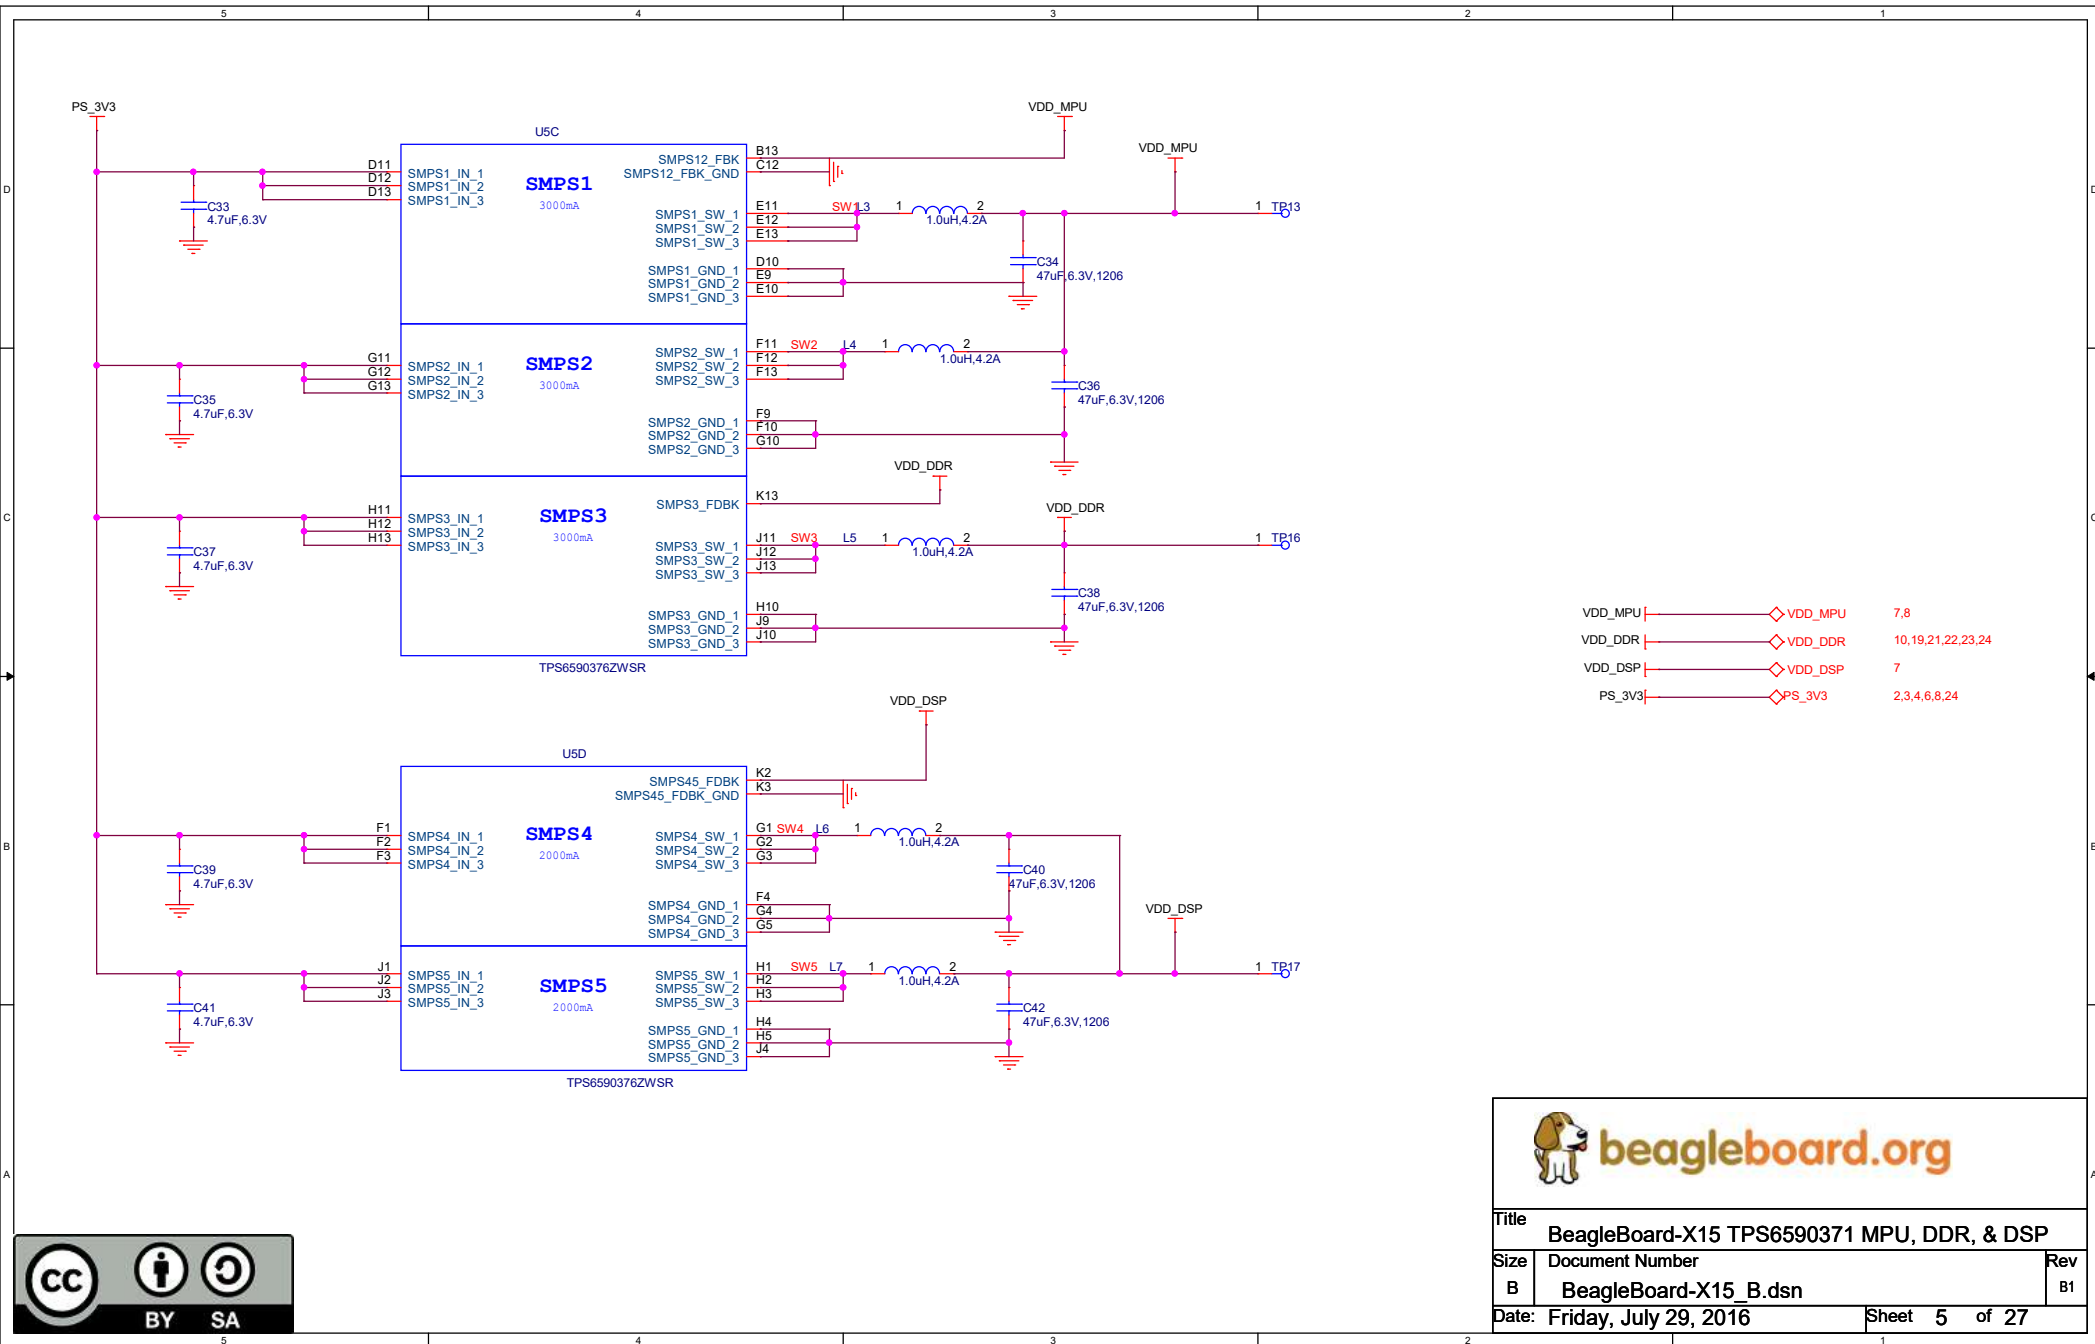 5 4 3 2 1
D
C
B
A
D
PS_3V3
U5C
D11 SMPS1_IN_1
D12 SMPS1_IN_2
D13 SMPS1_IN_3
SMPS1
3000mA
SMPS12_FBK B13
SMPS12_FBK_GND C12
SMPS1_SW_1 E11
SMPS1_SW_2 E12
SMPS1_SW_3 E13
SMPS1_GND_1 D10
SMPS1_GND_2 E9
SMPS1_GND_3 E10
C33
4.7uF,6.3V
VDD_MPU
VDD_MPU
SW1 L3 1 2
1.0uH,4.2A
1 TP13
C34
47uF,6.3V,1206
G11 SMPS2_IN_1
G12 SMPS2_IN_2
G13 SMPS2_IN_3
SMPS2
3000mA
SMPS2_SW_1 F11
SMPS2_SW_2 F12
SMPS2_SW_3 F13
SMPS2_GND_1 F9
SMPS2_GND_2 F10
SMPS2_GND_3 G10
C35
4.7uF,6.3V
SW2 L4 1 2
1.0uH,4.2A
C36
47uF,6.3V,1206
H11 SMPS3_IN_1
H12 SMPS3_IN_2
H13 SMPS3_IN_3
SMPS3
3000mA
SMPS3_FDBK K13
SMPS3_SW_1 J11
SMPS3_SW_2 J12
SMPS3_SW_3 J13
SMPS3_GND_1 H10
SMPS3_GND_2 J9
SMPS3_GND_3 J10
C37
4.7uF,6.3V
VDD_DDR
VDD_DDR
SW3 L5 1 2
1.0uH,4.2A
1 TP16
C38
47uF,6.3V,1206
TPS6590376ZWSR
VDD_MPU VDD_MPU 7,8
VDD_DDR VDD_DDR 10,19,21,22,23,24
VDD_DSP VDD_DSP 7
PS_3V3 PS_3V3 2,3,4,6,8,24
U5D
VDD_DSP
F1 SMPS4_IN_1
F2 SMPS4_IN_2
F3 SMPS4_IN_3
SMPS4
2000mA
SMPS45_FDBK K2
SMPS45_FDBK_GND K3
SMPS4_SW_1 G1
SMPS4_SW_2 G2
SMPS4_SW_3 G3
SMPS4_GND_1 F4
SMPS4_GND_2 G4
SMPS4_GND_3 G5
C39
4.7uF,6.3V
SW4 L6 1 2
1.0uH,4.2A
C40
47uF,6.3V,1206
VDD_DSP
J1 SMPS5_IN_1
J2 SMPS5_IN_2
J3 SMPS5_IN_3
SMPS5
2000mA
SMPS5_SW_1 H1
SMPS5_SW_2 H2
SMPS5_SW_3 H3
SMPS5_GND_1 H4
SMPS5_GND_2 H5
SMPS5_GND_3 J4
C41
4.7uF,6.3V
SW5 L7 1 2
1.0uH,4.2A
1 TP17
C42
47uF,6.3V,1206
TPS6590376ZWSR
beagleboard.org
Title
BeagleBoard-X15 TPS6590371 MPU, DDR, & DSP
Size Document Number Rev
B BeagleBoard-X15_B.dsn B1
Date: Friday, July 29, 2016 Sheet 5 of 27
cc
BY SA
5 4 3 2 1